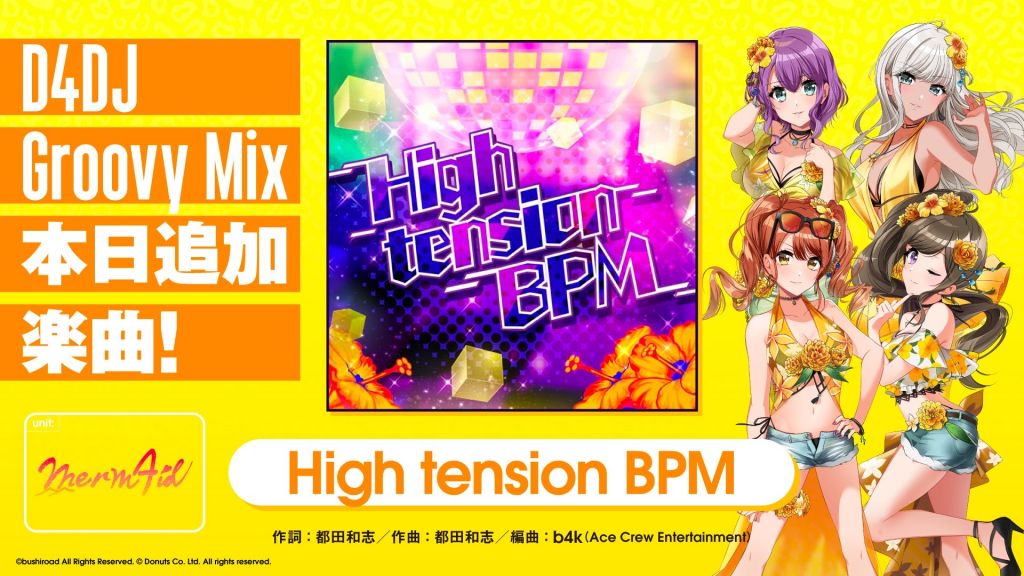 D4DJ
Groovy Mix
本日追加
楽曲!
High
tension
BPM
unit:
merm4id
High tension BPM
作詞：都田和志／作曲：都田和志／編曲：b4k(Ace Crew Entertainment)
©bushiroad All Rights Reserved. © Donuts Co. Ltd. All rights reserved.